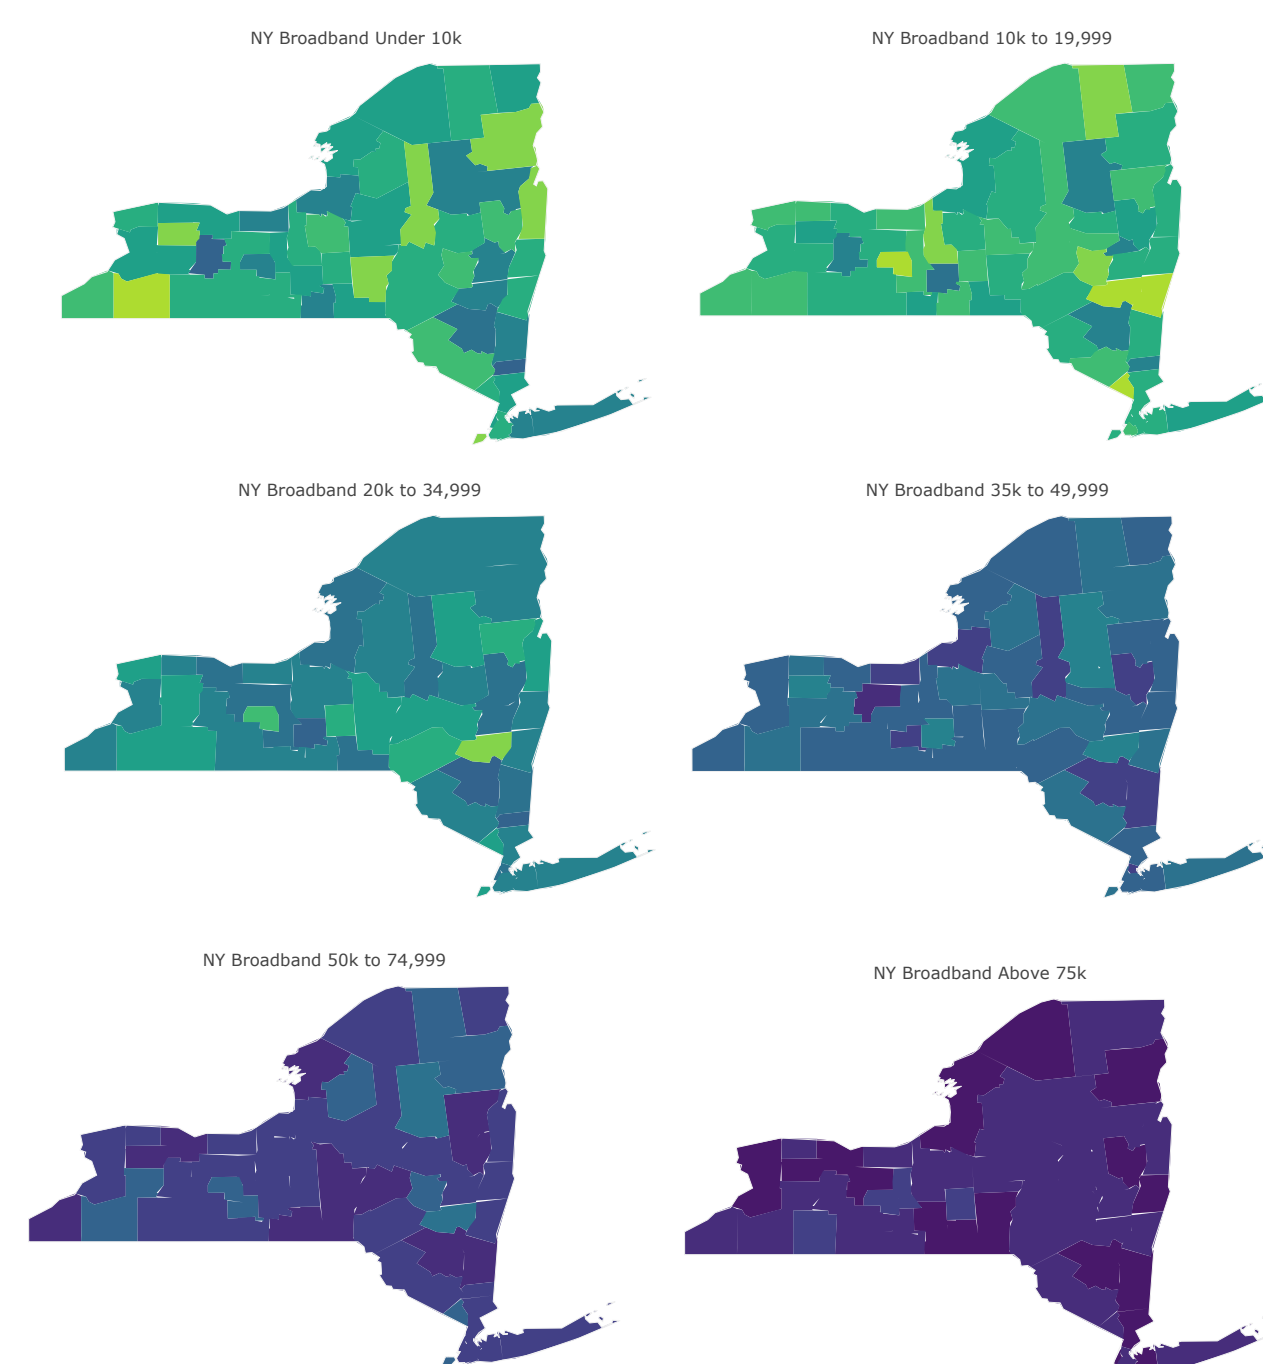 NY Broadband Under 10k
NY Broadband 10k to 19,999
NY Broadband 20k to 34,999
NY Broadband 35k to 49,999
NY Broadband 50k to 74,999
NY Broadband Above 75k